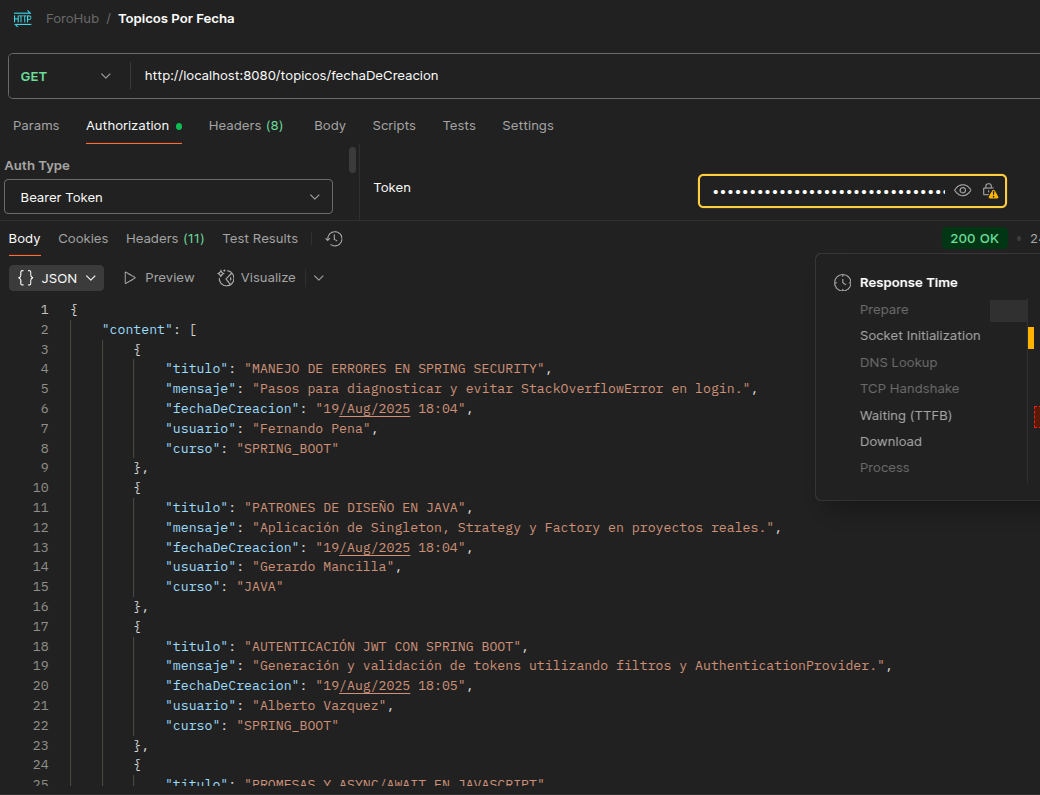 HTTP ForoHub / Topicos Por Fecha
GET http://localhost:8080/topicos/fechaDeCreacion
Params Authorization Headers (8) Body Scripts Tests Settings
Auth Type
Bearer Token
Token
Body Cookies Headers (11) Test Results 200 OK
{} JSON Preview Visualize
Response Time
Prepare
Socket Initialization
DNS Lookup
TCP Handshake
Waiting (TTFB)
Download
Process
1 {
2 "content": [
3 {
4 "titulo": "MANEJO DE ERRORES EN SPRING SECURITY",
5 "mensaje": "Pasos para diagnosticar y evitar StackOverflowError en login.",
6 "fechaDeCreacion": "19/Aug/2025 18:04",
7 "usuario": "Fernando Pena",
8 "curso": "SPRING_BOOT"
9 },
10 {
11 "titulo": "PATRONES DE DISEÑO EN JAVA",
12 "mensaje": "Aplicación de Singleton, Strategy y Factory en proyectos reales.",
13 "fechaDeCreacion": "19/Aug/2025 18:04",
14 "usuario": "Gerardo Mancilla",
15 "curso": "JAVA"
16 },
17 {
18 "titulo": "AUTENTICACIÓN JWT CON SPRING BOOT",
19 "mensaje": "Generación y validación de tokens utilizando filtros y AuthenticationProvider.",
20 "fechaDeCreacion": "19/Aug/2025 18:05",
21 "usuario": "Alberto Vazquez",
22 "curso": "SPRING_BOOT"
23 },
24 {
25 "titulo": "PROMESAS Y ASYNC/AWAIT EN JAVASCRIPT"